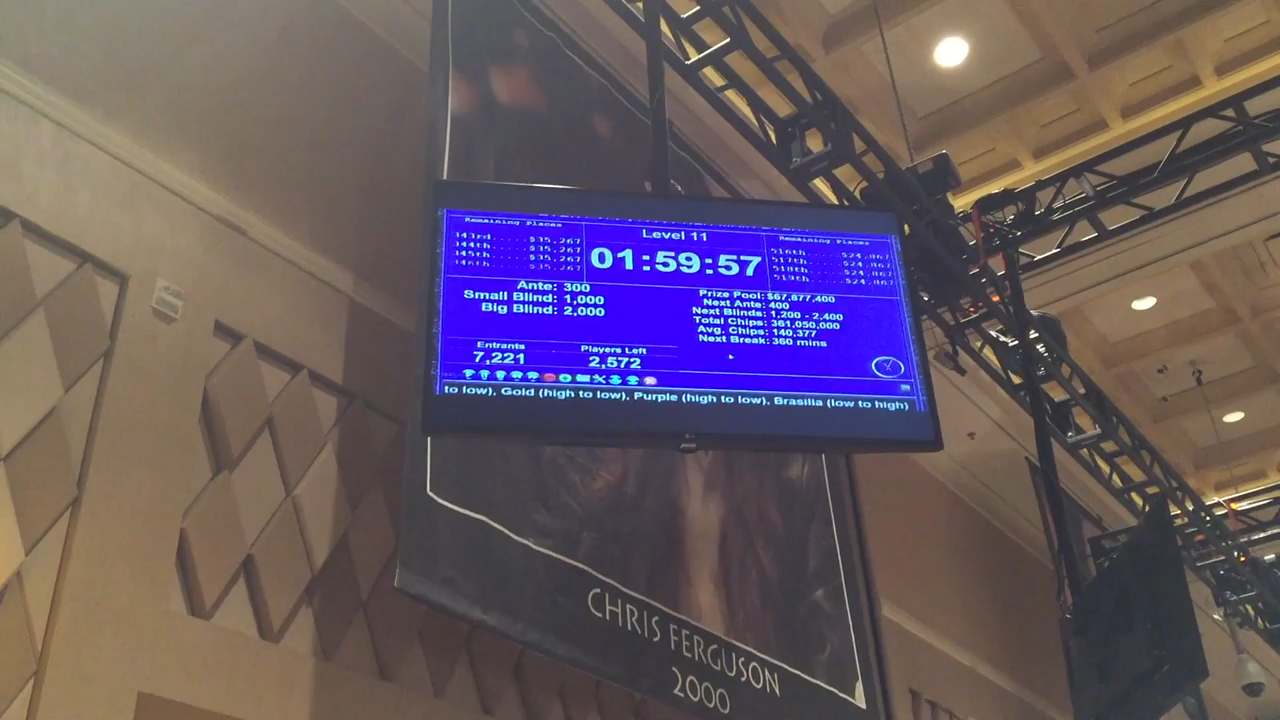 Remaining Places
343rd......$35,267
344th......$35,267
345th......$35,267
346th......$35,267
Level 11
01:59:57
Remaining Places
516th......$24,867
517th......$24,867
518th......$24,867
519th......$24,867
Ante: 300
Small Blind: 1,000
Big Blind: 2,000
Prize Pool: $67,877,400
Next Ante: 400
Next Blinds: 1,200 - 2,400
Total Chips: 361,050,000
Avg. Chips: 140,377
Next Break: 360 mins
Entrants
7,221
Players Left
2,572
to low), Gold (high to low), Purple (high to low), Brasilia (low to high)
CHRIS FERGUSON
2000